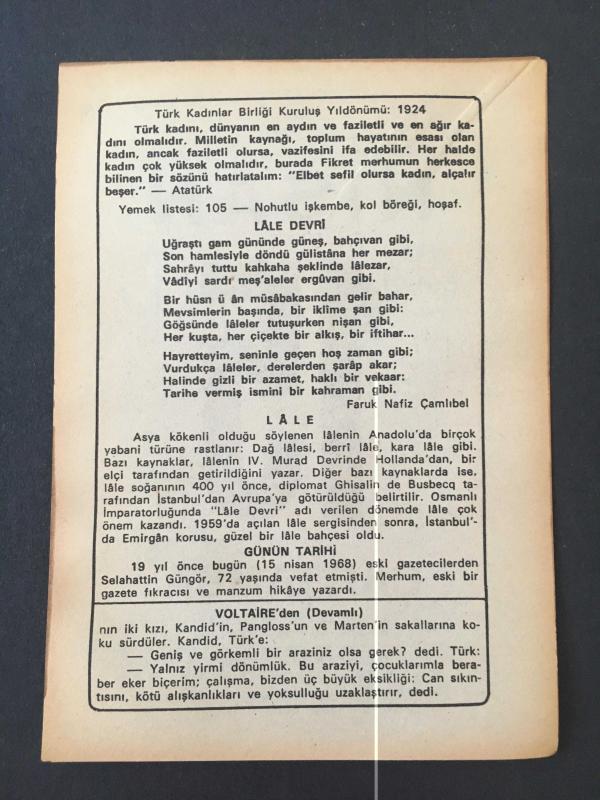 Türk Kadınlar Birliği Kuruluş Yıldönümü: 1924
Türk kadını, dünyanın en aydın ve faziletli ve en ağır ka-
dını olmalıdır. Milletin kaynağı, toplum hayatının esası olan
kadın, ancak faziletli olursa, vazifesini ifa edebilir. Her halde
kadın çok yüksek olmalıdır, burada Fikret merhumun herkesce
bilinen bir sözünü hatırlatalım: "Elbet sefil olursa kadın, alçalır
beşer." — Atatürk
Yemek listesi: 105 — Nohutlu işkembe, kol böreği, hoşaf.
LÂLE DEVRİ
Uğraştı gam gününde güneş, bahçıvan gibi,
Son hamlesiyle döndü gülistâna her mezar;
Sahrâyı tuttu kahkaha şeklinde lâlezar,
Vâdîyi sardı meş'aleler ergûvan gibi.
Bir hüsn ü ân müsâbakasından gelir bahar,
Mevsimlerin başında, bir iklime şan gibi:
Göğsünde lâleler tutuşurken nişan gibi,
Her kuşta, her çiçekte bir alkış, bir iftihar...
Hayretteyim, seninle geçen hoş zaman gibi;
Vurdukça lâleler, derelerden şarâp akar;
Halinde gizli bir azamet, haklı bir vekaar:
Tarihe vermiş ismini bir kahraman gibi.
Faruk Nafiz Çamlıbel
LÂLE
Asya kökenli olduğu söylenen lâlenin Anadolu'da birçok
yabani türüne rastlanır: Dağ lâlesi, berrî lâle, kara lâle gibi.
Bazı kaynaklar, lâlenin IV. Murad Devrinde Hollanda'dan, bir
elçi tarafından getirildiğini yazar. Diğer bazı kaynaklarda ise,
lâle soğanının 400 yıl önce, diplomat Ghisalin de Busbecq ta-
rafından İstanbul'dan Avrupa'ya götürüldüğü belirtilir. Osmanlı
İmparatorluğunda "Lâle Devri" adı verilen dönemde lâle çok
önem kazandı. 1959'da açılan lâle sergisinden sonra, İstanbul'-
da Emirgân korusu, güzel bir lâle bahçesi oldu.
GÜNÜN TARİHİ
19 yıl önce bugün (15 nisan 1968) eski gazetecilerden
Selahattin Güngör, 72 yaşında vefat etmişti. Merhum, eski bir
gazete fıkracısı ve manzum hikâye yazardı.
VOLTAİRE'den (Devamlı)
nın iki kızı, Kandid'in, Pangloss'un ve Marten'in sakallarına ko-
ku sürdüler. Kandid, Türk'e:
— Geniş ve görkemli bir araziniz olsa gerek? dedi. Türk:
— Yalnız yirmi dönümlük. Bu araziyi, çocuklarımla bera-
ber eker biçerim; çalışma, bizden üç büyük eksikliği: Can sıkın-
tısını, kötü alışkanlıkları ve yoksulluğu uzaklaştırır, dedi.